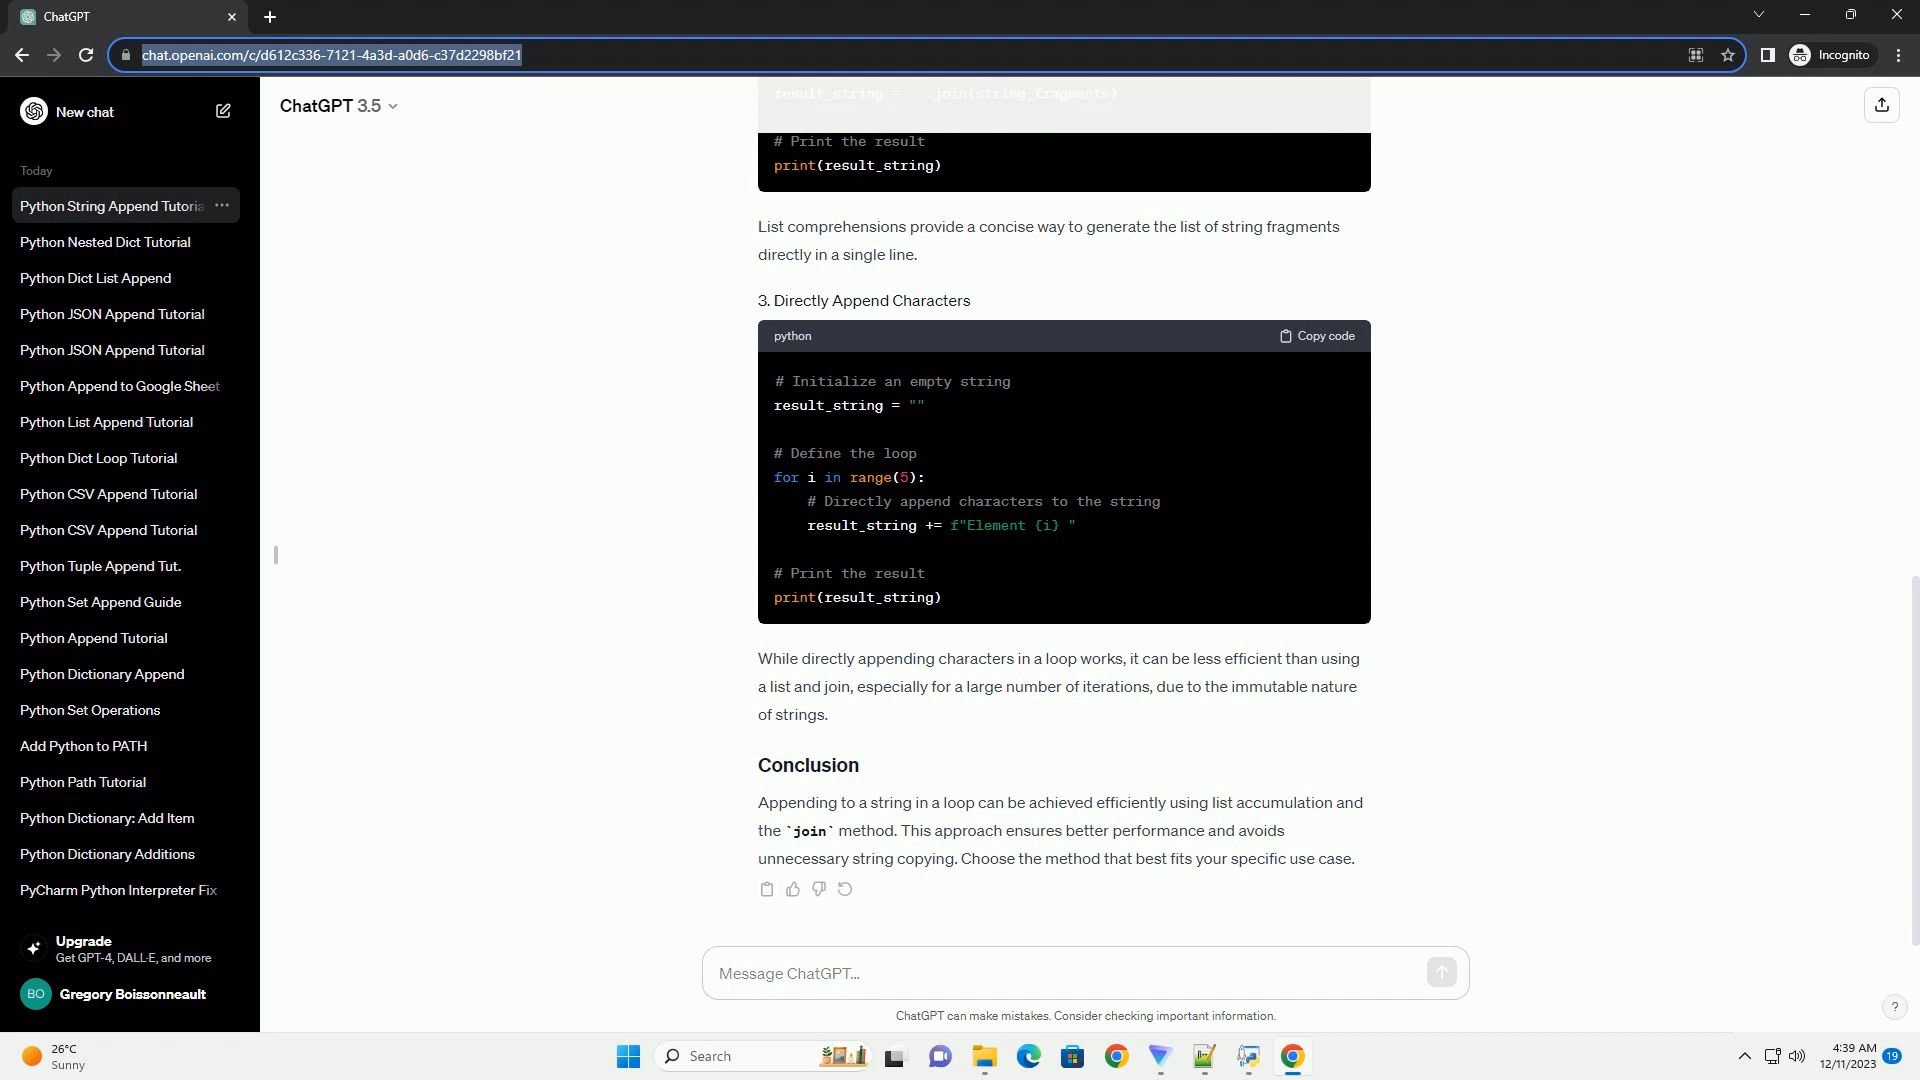 ChatGPT
chat.openai.com/c/d612c336-7121-4a3d-a0d6-c37d2298bf21
Incognito
New chat
Today
Python String Append Tutoria
Python Nested Dict Tutorial
Python Dict List Append
Python JSON Append Tutorial
Python JSON Append Tutorial
Python Append to Google Sheet
Python List Append Tutorial
Python Dict Loop Tutorial
Python CSV Append Tutorial
Python CSV Append Tutorial
Python Tuple Append Tut.
Python Set Append Guide
Python Append Tutorial
Python Dictionary Append
Python Set Operations
Add Python to PATH
Python Path Tutorial
Python Dictionary: Add Item
Python Dictionary Additions
PyCharm Python Interpreter Fix
Upgrade
Get GPT-4, DALL·E, and more
BO Gregory Boissonneault
ChatGPT 3.5
result_string = .join(string_fragments)
# Print the result
print(result_string)
List comprehensions provide a concise way to generate the list of string fragments
directly in a single line.
3. Directly Append Characters
python Copy code
# Initialize an empty string
result_string = ""
# Define the loop
for i in range(5):
# Directly append characters to the string
result_string += f"Element {i} "
# Print the result
print(result_string)
While directly appending characters in a loop works, it can be less efficient than using
a list and join, especially for a large number of iterations, due to the immutable nature
of strings.
Conclusion
Appending to a string in a loop can be achieved efficiently using list accumulation and
the `join` method. This approach ensures better performance and avoids
unnecessary string copying. Choose the method that best fits your specific use case.
Message ChatGPT...
ChatGPT can make mistakes. Consider checking important information.
?
26°C
Sunny
Search
4:39 AM
12/11/2023
19